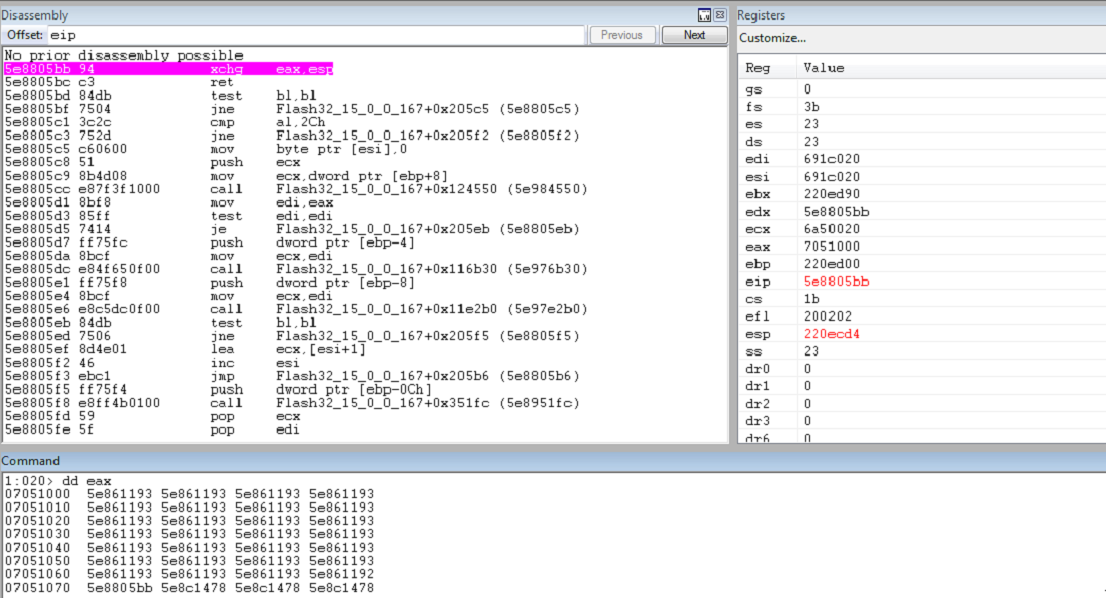 Disassembly
Offset: eip Previous Next
No prior disassembly possible
5e8805bb 94 xchg eax,esp
5e8805bc c3 ret
5e8805bd 84db test bl,bl
5e8805bf 7504 jne Flash32_15_0_0_167+0x205c5 (5e8805c5)
5e8805c1 3c2c cmp al,2Ch
5e8805c3 752d jne Flash32_15_0_0_167+0x205f2 (5e8805f2)
5e8805c5 c60600 mov byte ptr [esi],0
5e8805c8 51 push ecx
5e8805c9 8b4d08 mov ecx,dword ptr [ebp+8]
5e8805cc e87f3f1000 call Flash32_15_0_0_167+0x124550 (5e984550)
5e8805d1 8bf8 mov edi,eax
5e8805d3 85ff test edi,edi
5e8805d5 7414 je Flash32_15_0_0_167+0x205eb (5e8805eb)
5e8805d7 ff75fc push dword ptr [ebp-4]
5e8805da 8bcf mov ecx,edi
5e8805dc e84f650f00 call Flash32_15_0_0_167+0x116b30 (5e976b30)
5e8805e1 ff75f8 push dword ptr [ebp-8]
5e8805e4 8bcf mov ecx,edi
5e8805e6 e8c5dc0f00 call Flash32_15_0_0_167+0x11e2b0 (5e97e2b0)
5e8805eb 84db test bl,bl
5e8805ed 7506 jne Flash32_15_0_0_167+0x205f5 (5e8805f5)
5e8805ef 8d4e01 lea ecx,[esi+1]
5e8805f2 46 inc esi
5e8805f3 ebc1 jmp Flash32_15_0_0_167+0x205b6 (5e8805b6)
5e8805f5 ff75f4 push dword ptr [ebp-0Ch]
5e8805f8 e8ff4b0100 call Flash32_15_0_0_167+0x351fc (5e8951fc)
5e8805fd 59 pop ecx
5e8805fe 5f pop edi
Registers
Customize...
Reg Value
gs 0
fs 3b
es 23
ds 23
edi 691c020
esi 691c020
ebx 220ed90
edx 5e8805bb
ecx 6a50020
eax 7051000
ebp 220ed00
eip 5e8805bb
cs 1b
efl 200202
esp 220ecd4
ss 23
dr0 0
dr1 0
dr2 0
dr3 0
dr6 0
Command
1:020> dd eax
07051000 5e861193 5e861193 5e861193 5e861193
07051010 5e861193 5e861193 5e861193 5e861193
07051020 5e861193 5e861193 5e861193 5e861193
07051030 5e861193 5e861193 5e861193 5e861193
07051040 5e861193 5e861193 5e861193 5e861193
07051050 5e861193 5e861193 5e861193 5e861193
07051060 5e861193 5e861193 5e861193 5e861192
07051070 5e8805bb 5e8c1478 5e8c1478 5e8c1478